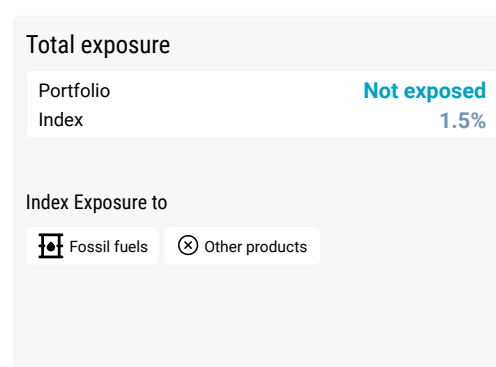 Total exposure
Portfolio Not exposed
Index 1.5%
Index Exposure to
Fossil fuels Other products